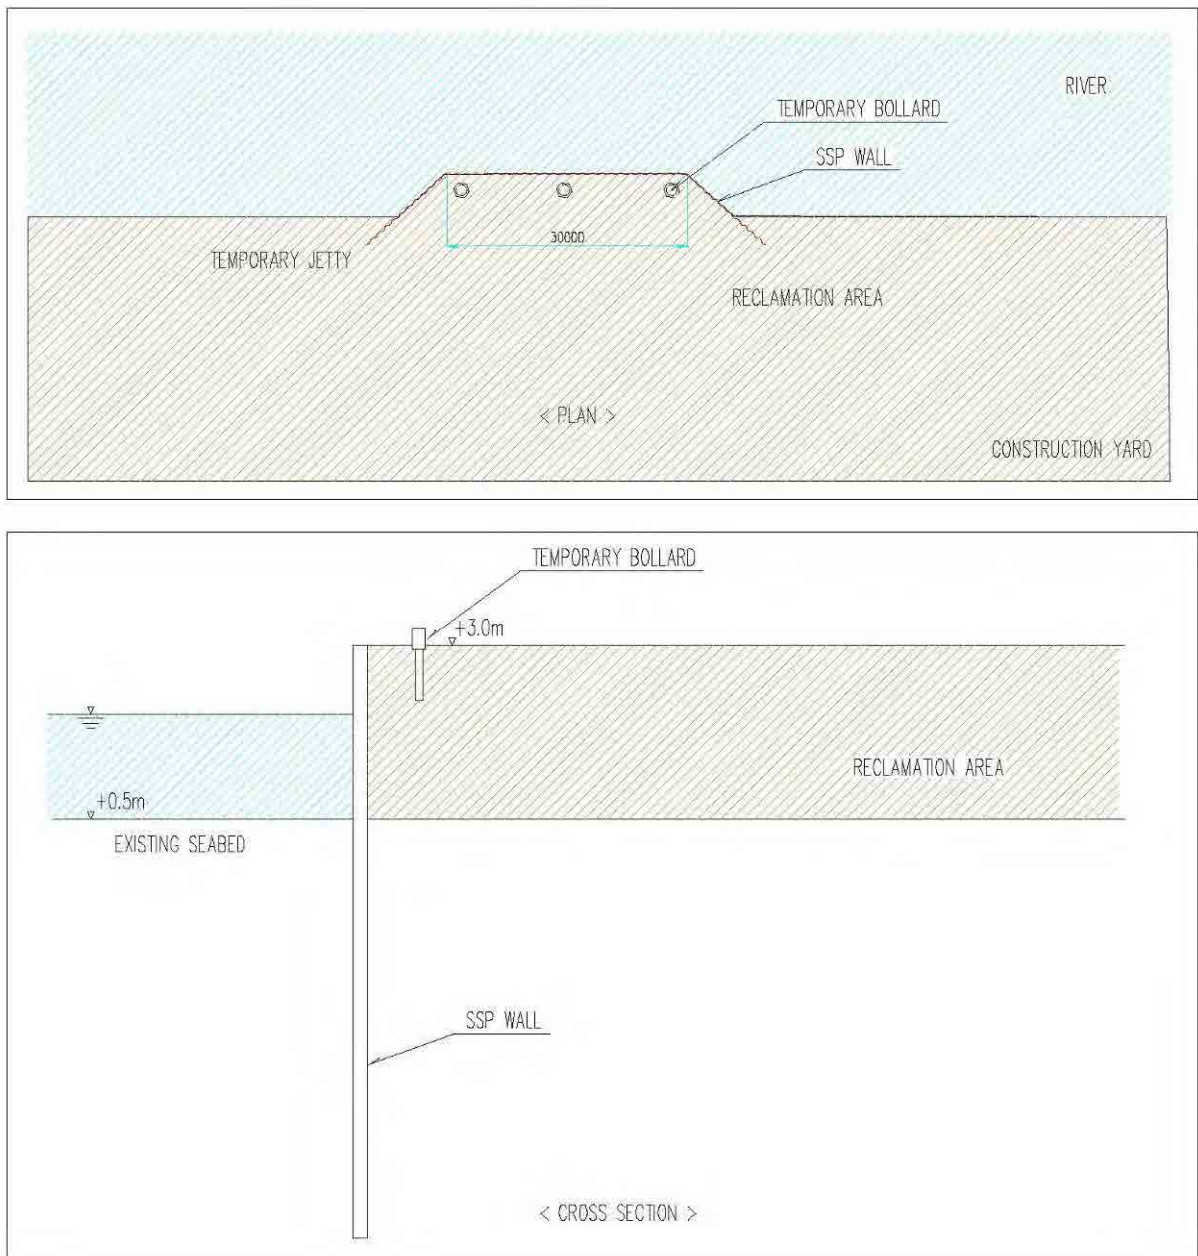 RIVER
TEMPORARY BOLLARD
SSP WALL
30000
TEMPORARY JETTY
RECLAMATION AREA
< PLAN >
CONSTRUCTION YARD
TEMPORARY BOLLARD
+3.0m
RECLAMATION AREA
+0.5m
EXISTING SEABED
SSP WALL
< CROSS SECTION >